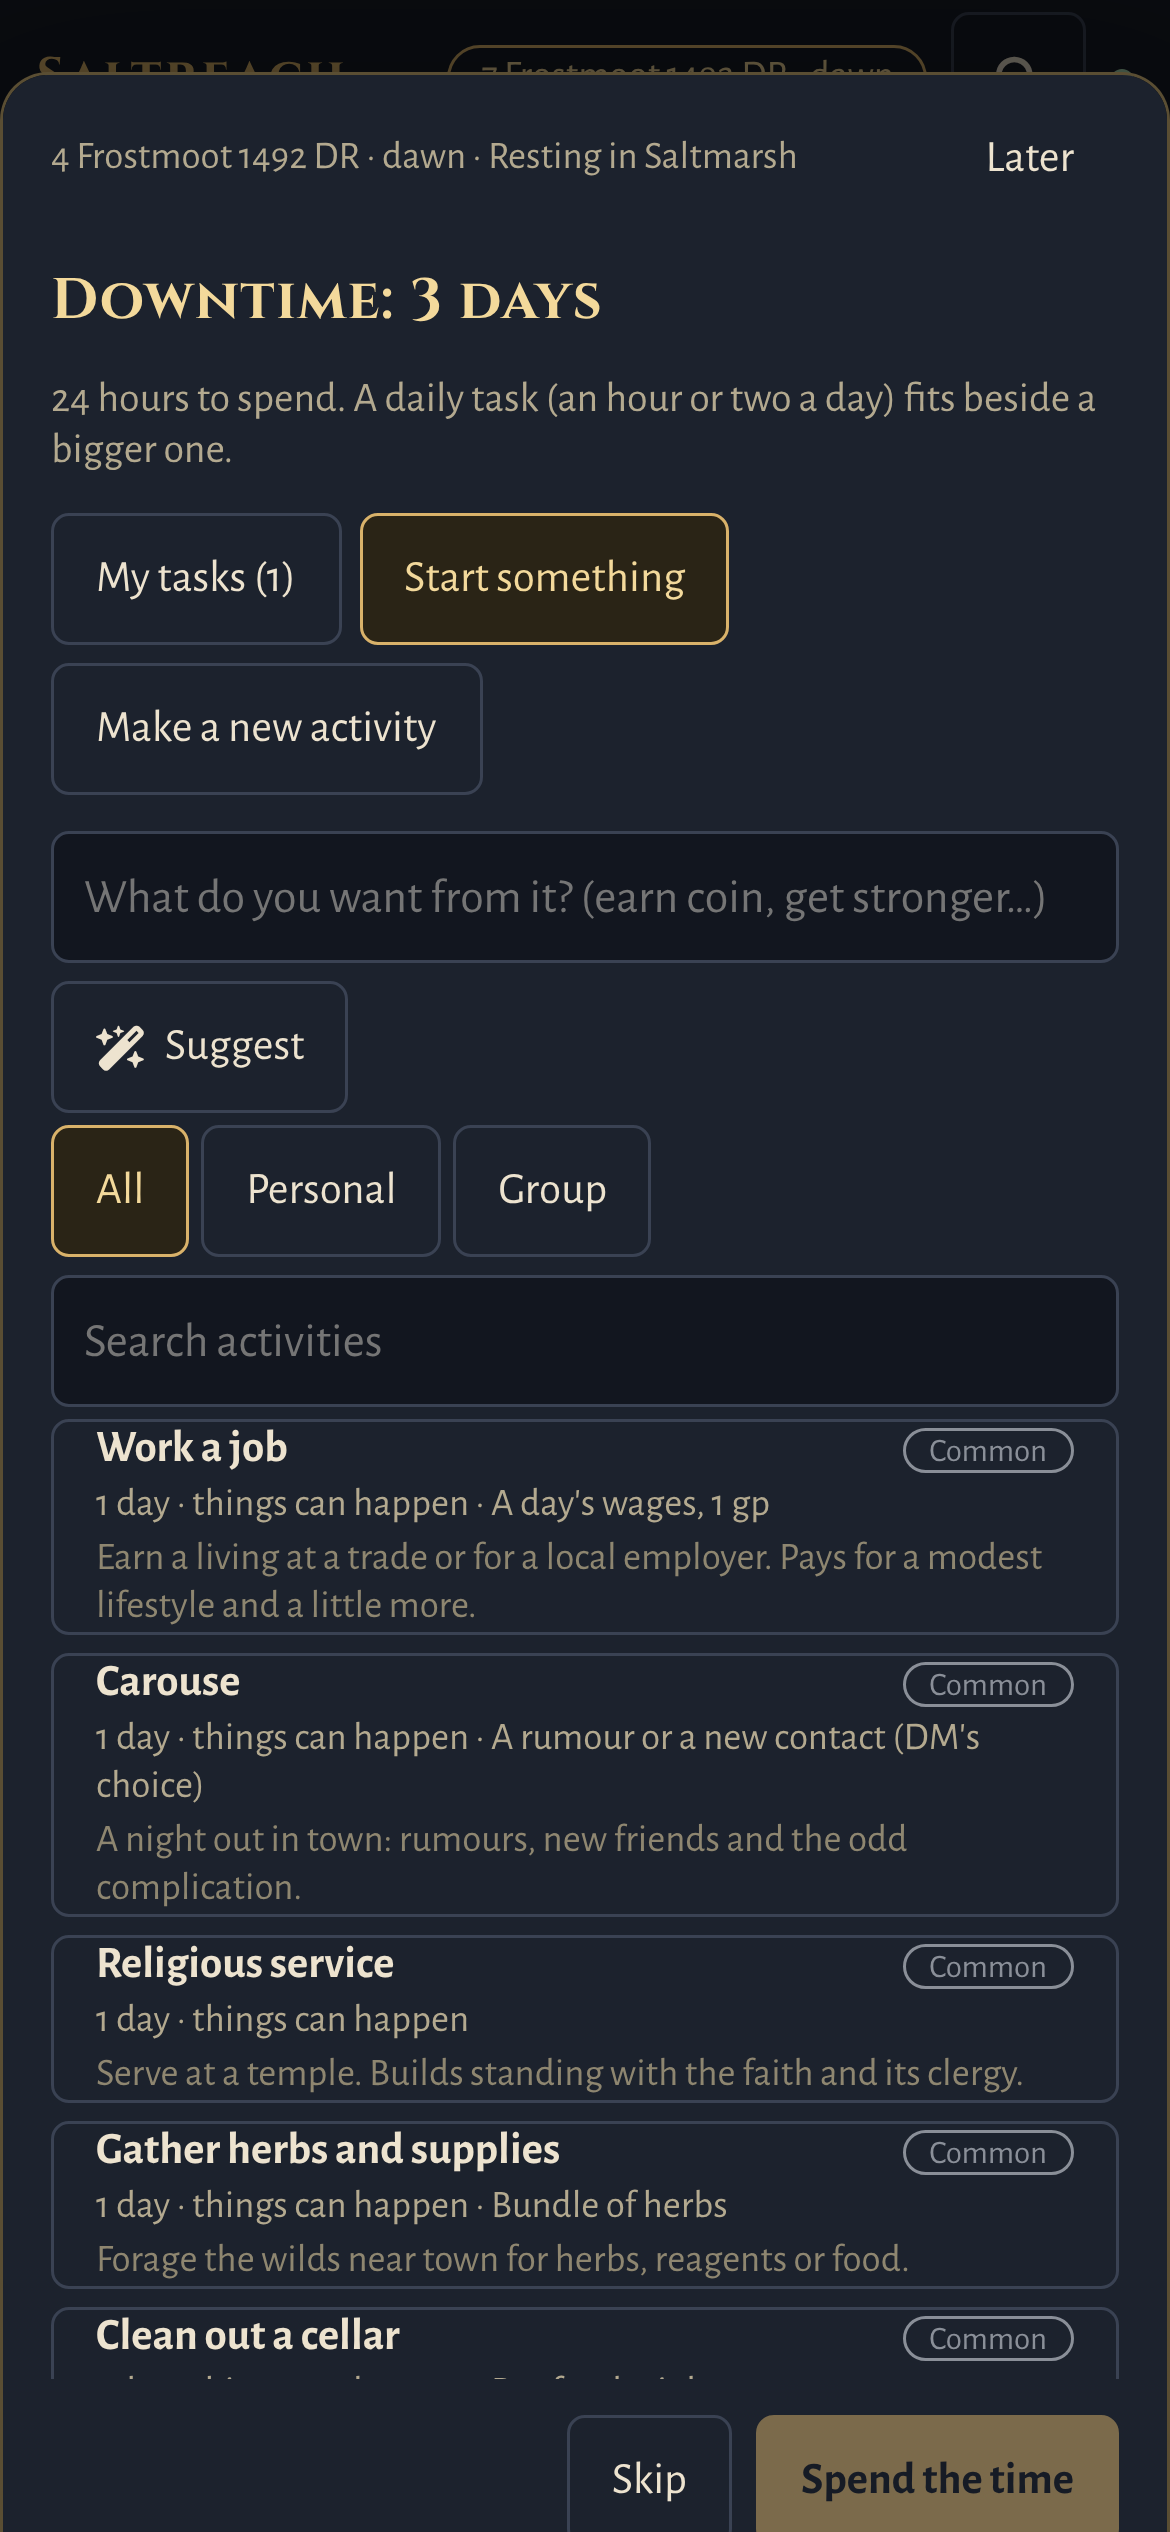 SALTREACH
7 Frostmoot 1492 DR · dawn
4 Frostmoot 1492 DR · dawn · Resting in Saltmarsh
Later
Downtime: 3 days
24 hours to spend. A daily task (an hour or two a day) fits beside a
bigger one.
My tasks (1)
Start something
Make a new activity
What do you want from it? (earn coin, get stronger...)
Suggest
All
Personal
Group
Search activities
Work a job
Common
1 day · things can happen · A day's wages, 1 gp
Earn a living at a trade or for a local employer. Pays for a modest
lifestyle and a little more.
Carouse
Common
1 day · things can happen · A rumour or a new contact (DM's
choice)
A night out in town: rumours, new friends and the odd
complication.
Religious service
Common
1 day · things can happen
Serve at a temple. Builds standing with the faith and its clergy.
Gather herbs and supplies
Common
1 day · things can happen · Bundle of herbs
Forage the wilds near town for herbs, reagents or food.
Clean out a cellar
Common
Skip
Spend the time